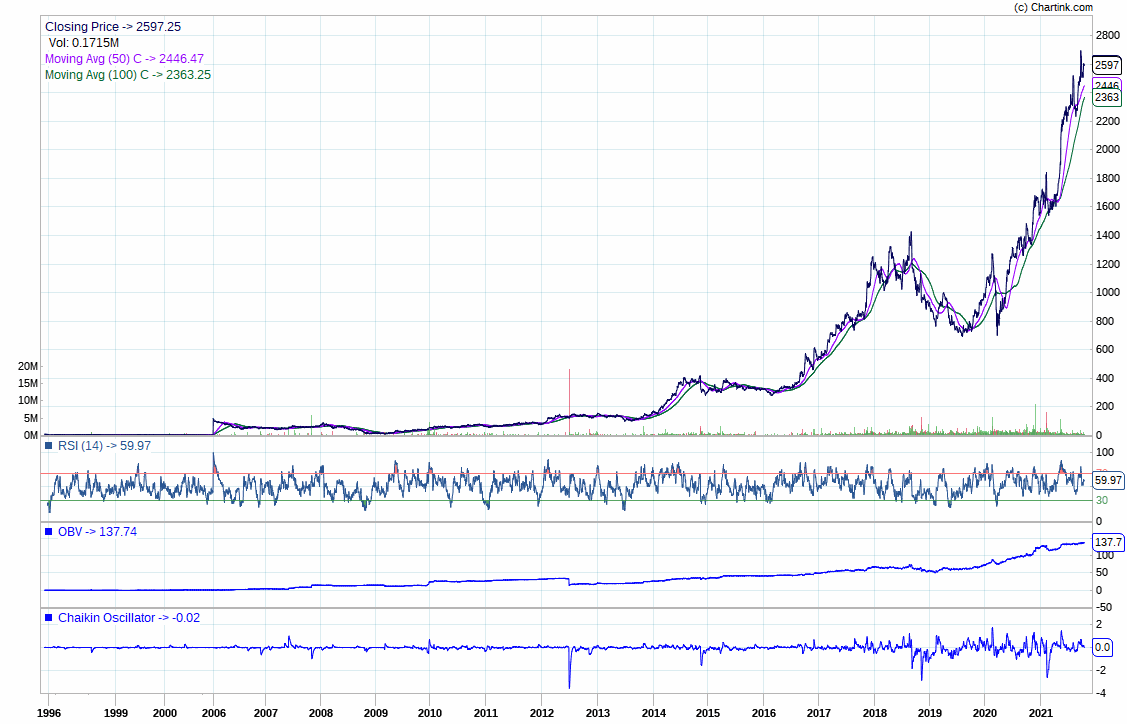 (c) Chartink.com
Closing Price -> 2597.25
Vol: 0.1715M
Moving Avg (50) C -> 2446.47
Moving Avg (100) C -> 2363.25
2800
2597
2446
2363
2200
2000
1800
1600
1400
1200
1000
800
600
400
200
0
20M
15M
10M
5M
0M
RSI (14) -> 59.97
100
70
59.97
30
0
OBV -> 137.74
137.7
100
50
0
-50
Chaikin Oscillator -> -0.02
2
0.0
-2
-4
1996 1999 2000 2006 2007 2008 2009 2010 2011 2012 2013 2014 2015 2016 2017 2018 2019 2020 2021